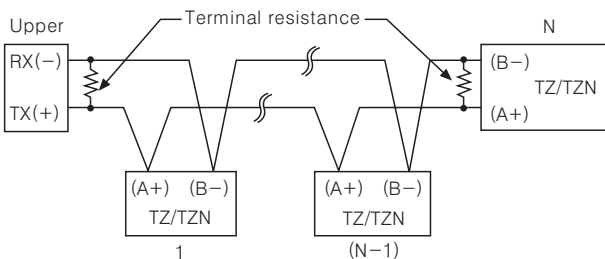 Upper
Terminal resistance
N
RX(−)
TX(+)
(B−)
TZ/TZN
(A+)
(A+) (B−)
TZ/TZN
1
(A+) (B−)
TZ/TZN
(N−1)